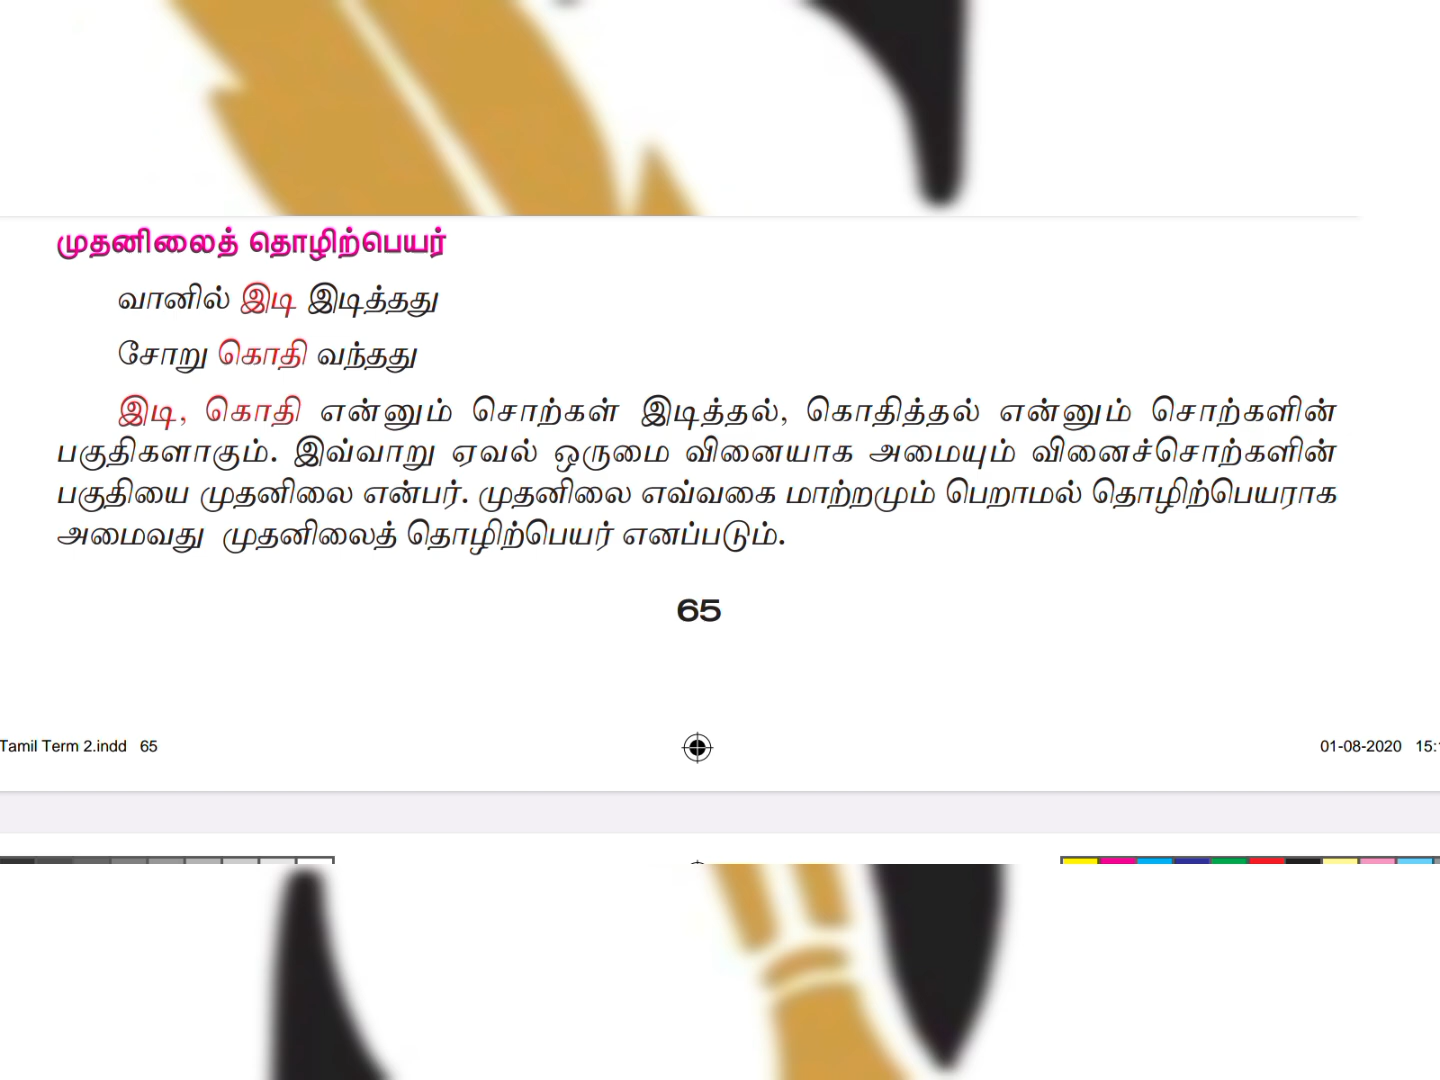 முதனிலைத் தொழிற்பெயர்
வானில் இடி இடித்தது
சோறு கொதி வந்தது
இடி, கொதி என்னும் சொற்கள் இடித்தல், கொதித்தல் என்னும் சொற்களின்
பகுதிகளாகும். இவ்வாறு ஏவல் ஒருமை வினையாக அமையும் வினைச்சொற்களின்
பகுதியை முதனிலை என்பர். முதனிலை எவ்வகை மாற்றமும் பெறாமல் தொழிற்பெயராக
அமைவது முதனிலைத் தொழிற்பெயர் எனப்படும்.
65
Tamil Term 2.indd 65
01-08-2020 15: